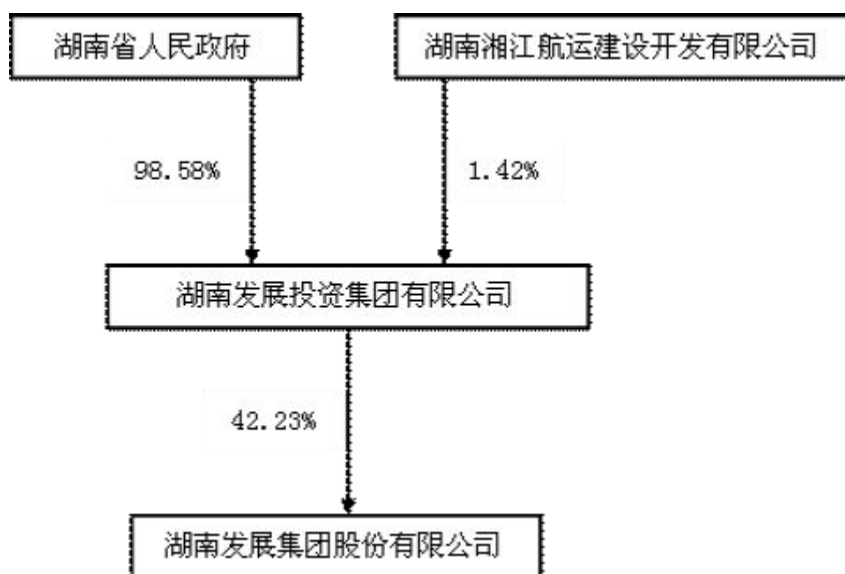 湖南省人民政府
湖南湘江航运建设开发有限公司
98.58%
1.42%
湖南发展投资集团有限公司
42.23%
湖南发展集团股份有限公司